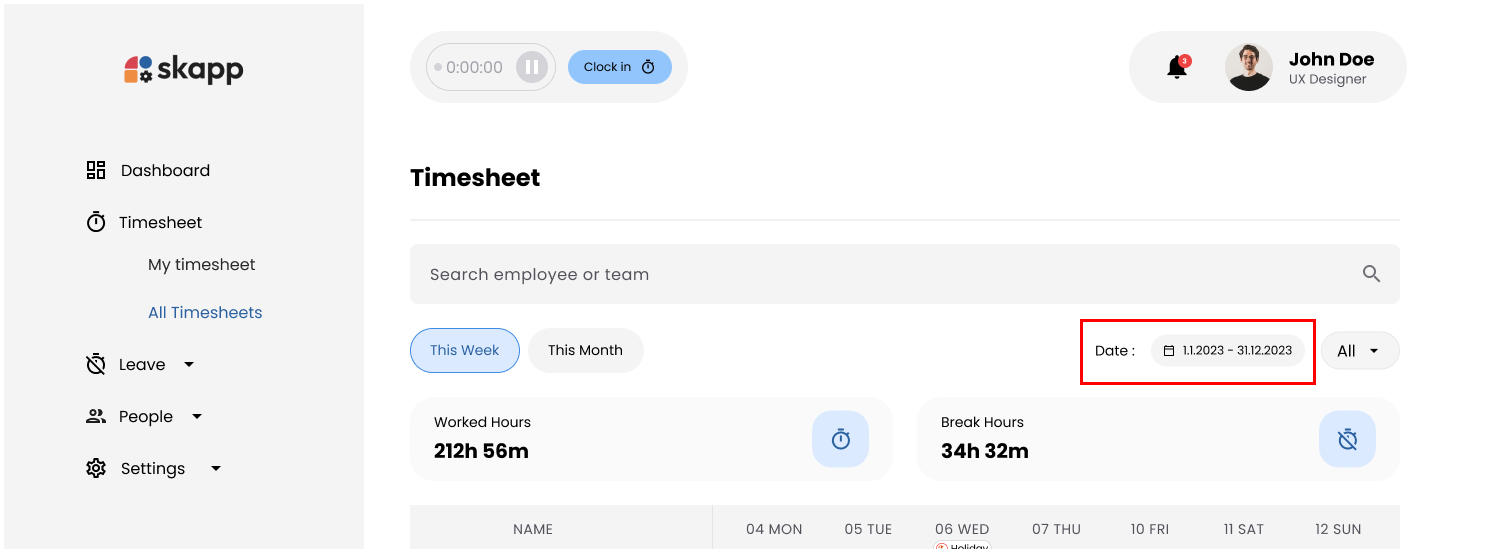 skapp
0:00:00
Clock in
3
John Doe
UX Designer
Dashboard
Timesheet
My timesheet
All Timesheets
Leave
People
Settings
Timesheet
Search employee or team
This Week
This Month
Date :
1.1.2023 - 31.12.2023
All
Worked Hours
212h 56m
Break Hours
34h 32m
NAME
04 MON
05 TUE
06 WED
07 THU
10 FRI
11 SAT
12 SUN
Holiday